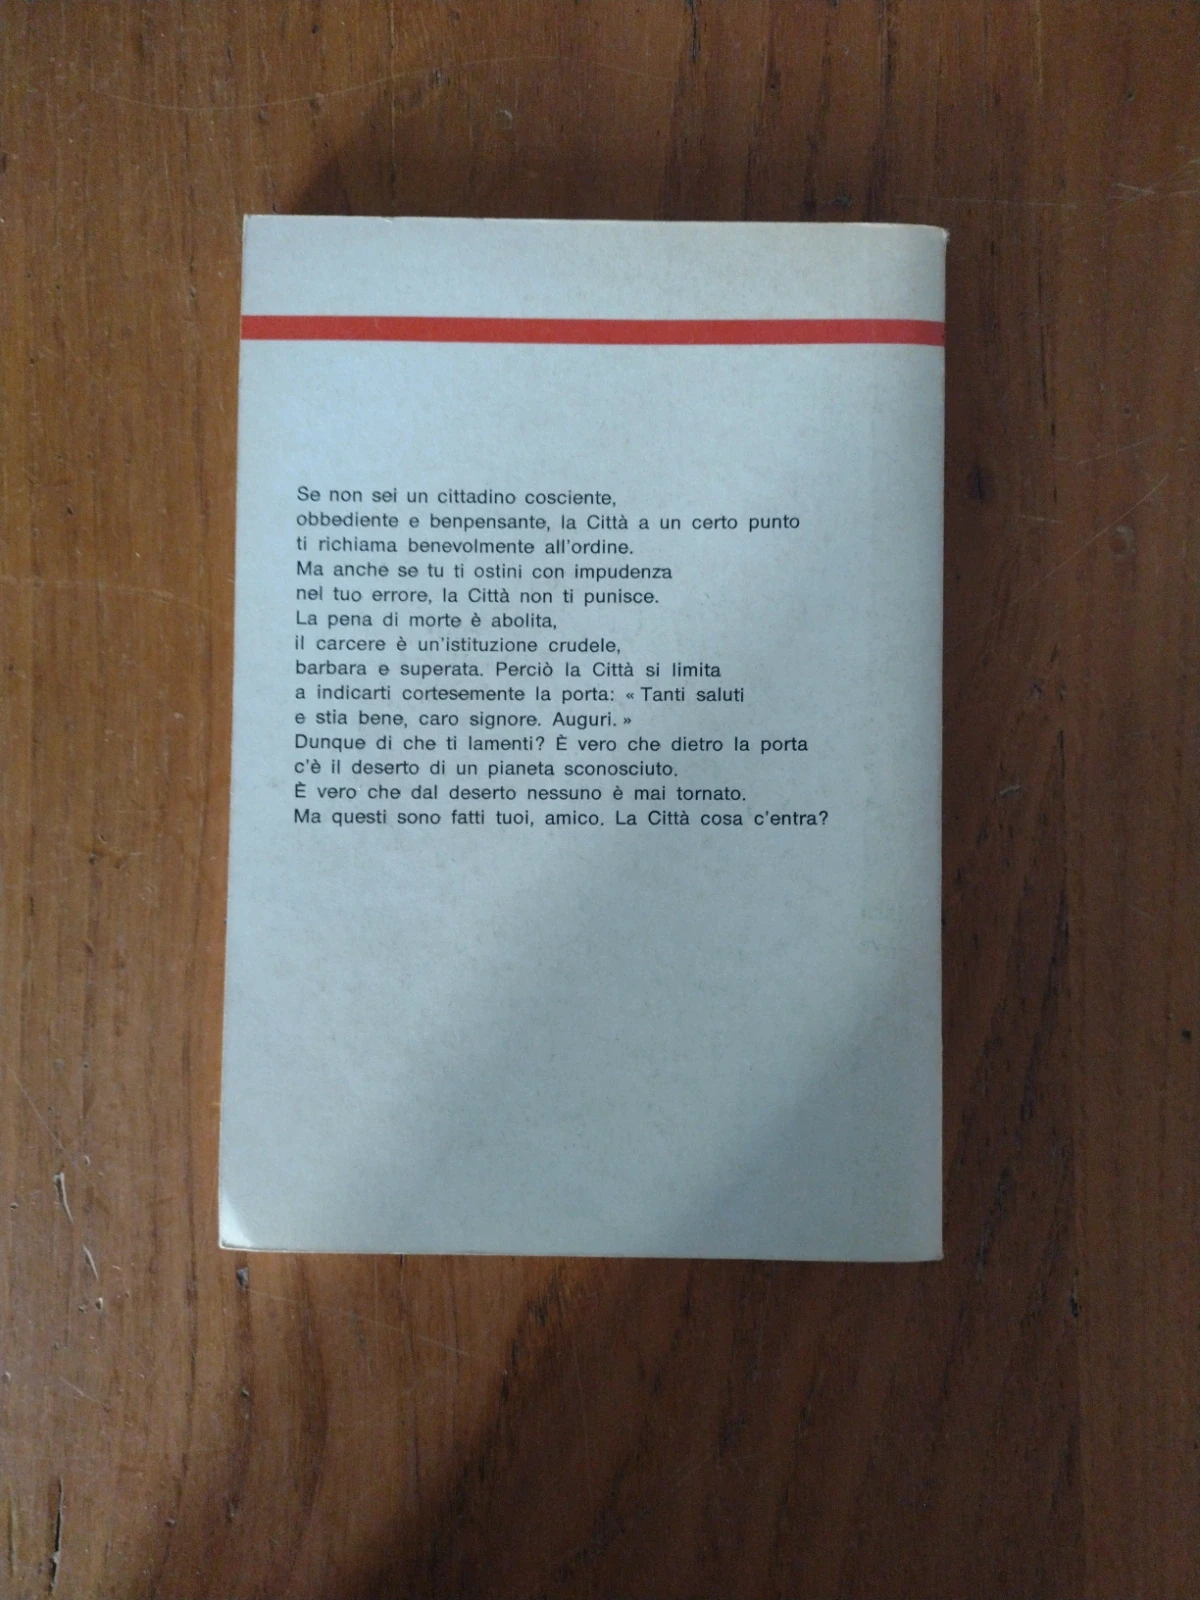 Se non sei un cittadino cosciente,
obbediente e benpensante, la Città a un certo punto
ti richiama benevolmente all'ordine.
Ma anche se tu ti ostini con impudenza
nel tuo errore, la Città non ti punisce.
La pena di morte è abolita,
il carcere è un'istituzione crudele,
barbara e superata. Perciò la Città si limita
a indicarti cortesemente la porta: « Tanti saluti
e stia bene, caro signore. Auguri. »
Dunque di che ti lamenti? È vero che dietro la porta
c'è il deserto di un pianeta sconosciuto.
È vero che dal deserto nessuno è mai tornato.
Ma questi sono fatti tuoi, amico. La Città cosa c'entra?